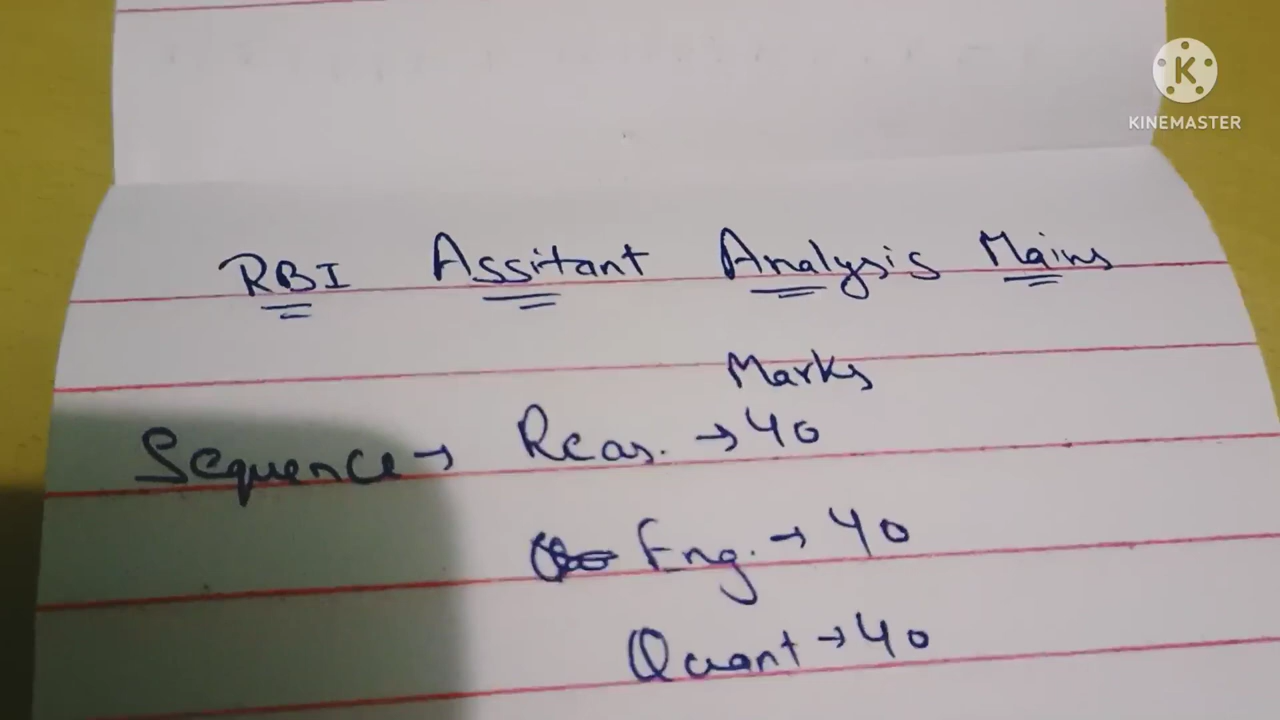 K
KINEMASTER
RBI Assitant Analysis Mains
Marks
Sequence → Reas. → 40
Eng. → 40
Quant → 40